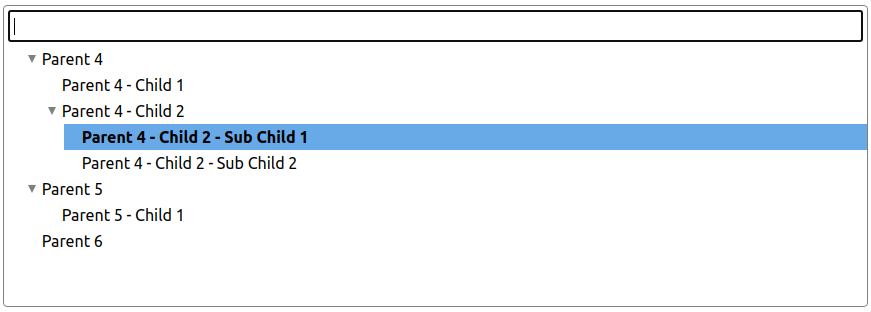 Parent 4
Parent 4 - Child 1
Parent 4 - Child 2
Parent 4 - Child 2 - Sub Child 1
Parent 4 - Child 2 - Sub Child 2
Parent 5
Parent 5 - Child 1
Parent 6